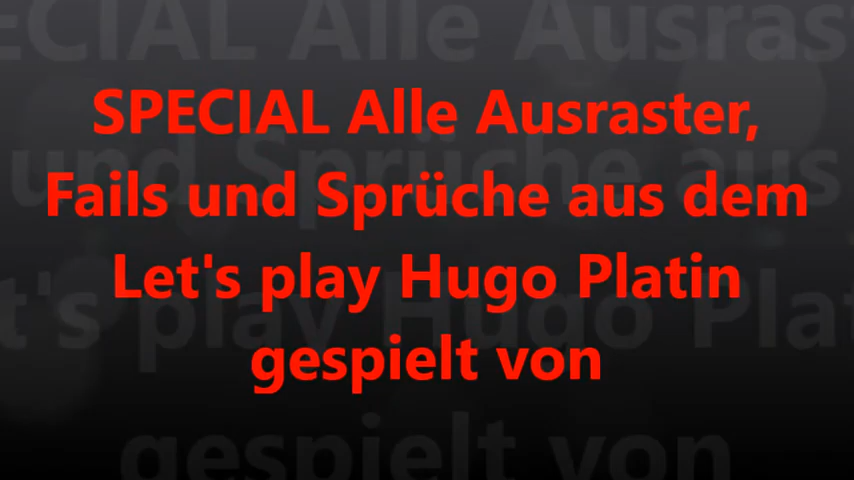 SPECIAL Alle Ausraster,
Fails und Sprüche aus dem
Let's play Hugo Platin
gespielt von